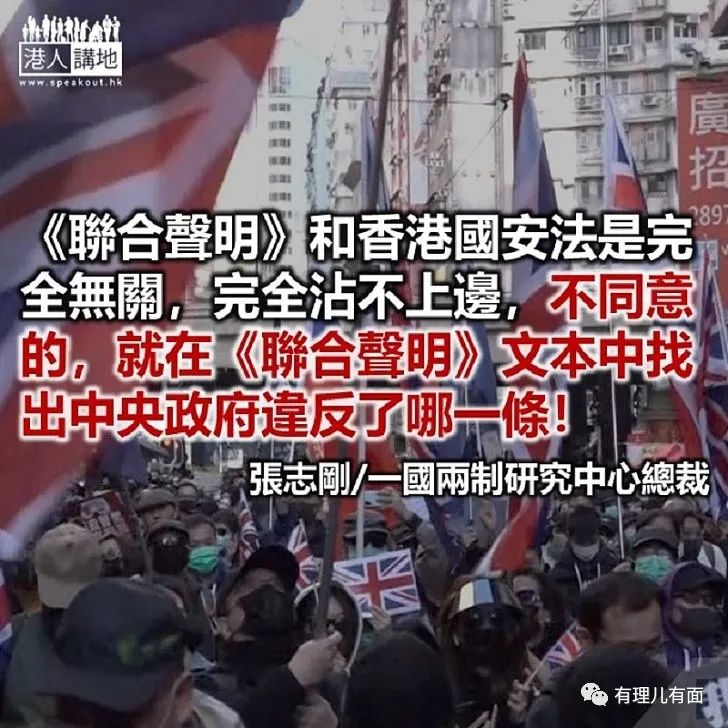 港人講地
www.speakout.hk
廣
招
289
《聯合聲明》和香港國安法是完
全無關，完全沾不上邊，不同意
的，就在《聯合聲明》文本中找
出中央政府違反了哪一條！
張志剛/一國兩制研究中心總裁
有理儿有面